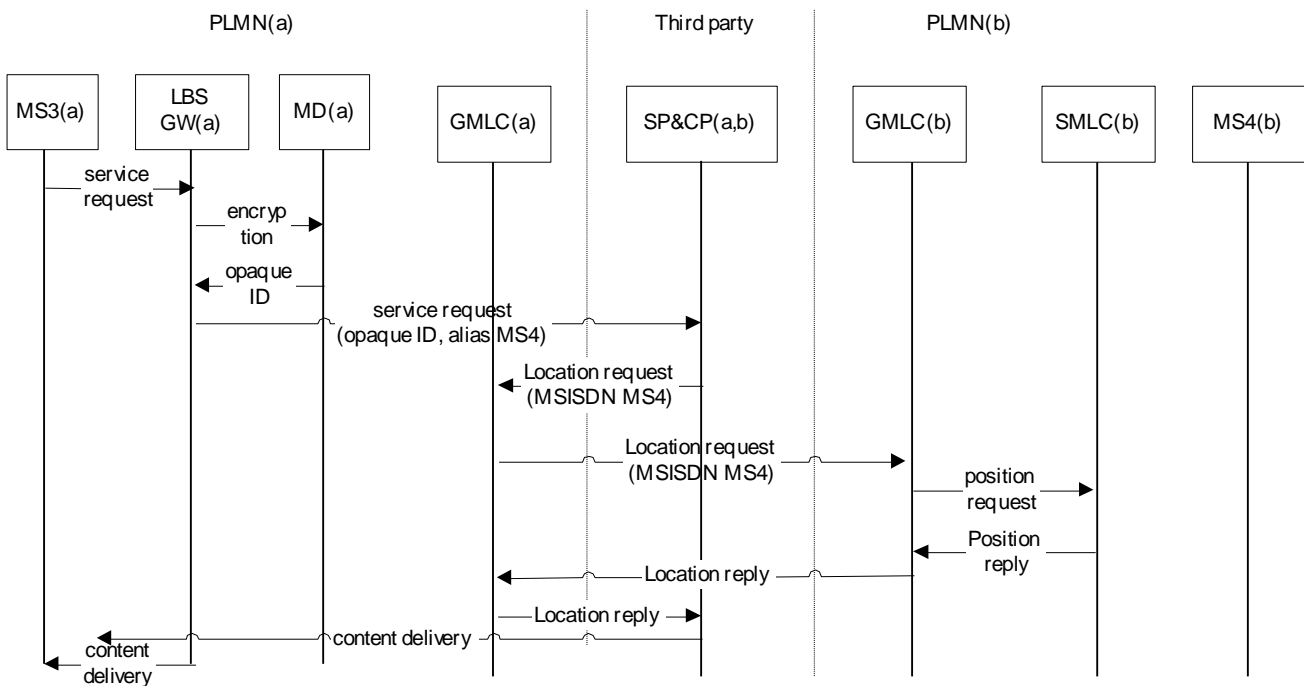 PLMN(a)
Third party
PLMN(b)
MS3(a)
LBS
GW(a)
MD(a)
GMLC(a)
SP&CP(a,b)
GMLC(b)
SMLC(b)
MS4(b)
service
request
encryp
tion
opaque
ID
service request
(opaque ID, alias MS4)
Location request
(MSISDN MS4)
Location request
(MSISDN MS4)
position
request
Position
reply
Location reply
Location reply
content delivery
content
delivery